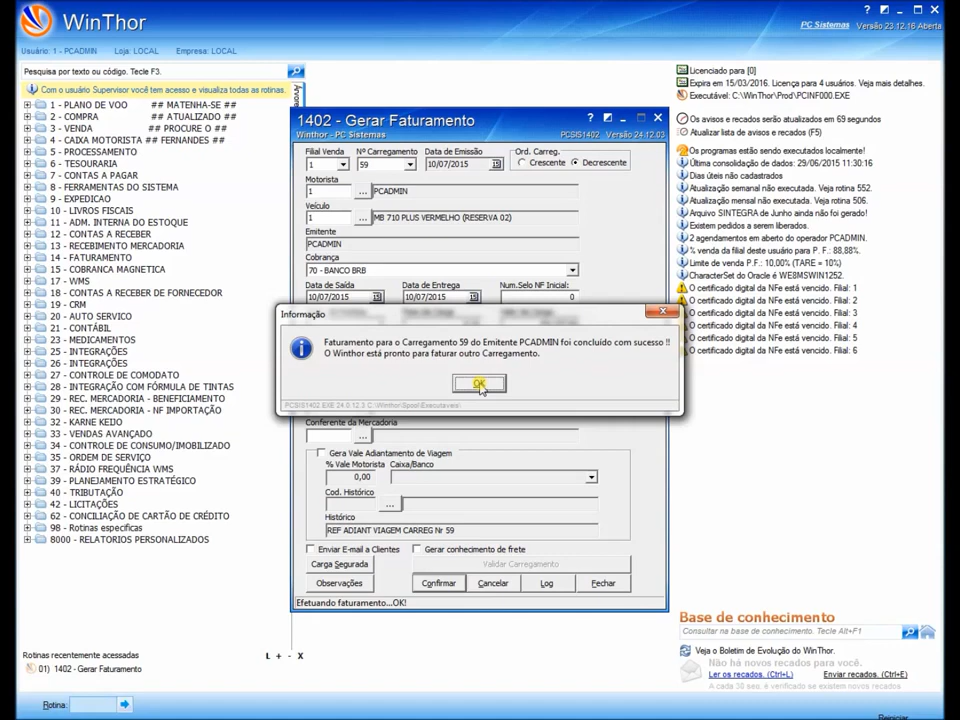 WinThor
PC Sistemas
Versão 23.12.16 Aberta
Usuário: 1 - PCADMIN Loja: LOCAL Empresa: LOCAL
Pesquisa por texto ou código. Tecle F3.
Com o usuário Supervisor você tem acesso e visualiza todas as rotinas.
1 - PLANO DE VOO ## MATENHA-SE ##
2 - COMPRA ## ATUALIZADO ##
3 - VENDA ## PROCURE O ##
4 - CAIXA MOTORISTA ## FERNANDES ##
5 - PROCESSAMENTO
6 - TESOURARIA
7 - CONTAS A PAGAR
8 - FERRAMENTAS DO SISTEMA
9 - EXPEDICAO
10 - LIVROS FISCAIS
11 - ADM. INTERNA DO ESTOQUE
12 - CONTAS A RECEBER
13 - RECEBIMENTO MERCADORIA
14 - FATURAMENTO
15 - COBRANCA MAGNETICA
17 - WMS
18 - CONTAS A RECEBER DE FORNECEDOR
19 - CRM
20 - AUTO SERVICO
21 - CONTÁBIL
23 - MEDICAMENTOS
25 - INTEGRAÇÕES
26 - INTEGRAÇÕES
27 - CONTROLE DE COMODATO
28 - INTEGRAÇÃO COM FÓRMULA DE TINTAS
29 - REC. MERCADORIA - BENEFICIAMENTO
30 - REC. MERCADORIA - NF IMPORTAÇÃO
32 - KARNE KEIJO
33 - VENDAS AVANÇADO
34 - CONTROLE DE CONSUMO/IMOBILIZADO
35 - ORDEM DE SERVIÇO
37 - RÁDIO FREQUÊNCIA WMS
39 - PLANEJAMENTO ESTRATÉGICO
40 - TRIBUTAÇÃO
42 - LICITAÇÕES
62 - CONCILIAÇÃO DE CARTÃO DE CRÉDITO
98 - Rotinas especificas
8000 - RELATORIOS PERSONALIZADOS
Rotinas recentemente acessadas
L + - X
01) 1402 - Gerar Faturamento
Rotina:
1402 - Gerar Faturamento
Winthor - PC Sistemas
PCSIS1402 Versão 24.12.03
Filial Venda Nº Carregamento Data de Emissão Ord. Carreg.
1 59 10/07/2015 Crescente Decrescente
Motorista
1 ... PCADMIN
Veículo
1 ... MB 710 PLUS VERMELHO (RESERVA 02)
Emitente
PCADMIN
Cobrança
70 - BANCO BRB
Data de Saída Data de Entrega Num.Selo NF Inicial:
10/07/2015 10/07/2015 0
Informação
Faturamento para o Carregamento 59 do Emitente PCADMIN foi concluído com sucesso !!
O Winthor está pronto para faturar outro Carregamento.
OK
PCSIS1402.EXE 24.0.12.3 C:\Winthor\Spool\Executaveis\
Conferente da Mercadoria
...
Gera Vale Adiantamento de Viagem
% Vale Motorista Caixa/Banco
0,00
Cod. Histórico
...
Histórico
REF ADIANT VIAGEM CARREG Nr 59
Enviar E-mail a Clientes Gerar conhecimento de frete
Carga Segurada Validar Carregamento
Observações Confirmar Cancelar Log Fechar
Efetuando faturamento...OK!
Licenciado para [0]
Expira em 15/03/2016. Licença para 4 usuários. Veja mais detalhes.
Executável: C:\WinThor\Prod\PCINF000.EXE
Os avisos e recados serão atualizados em 69 segundos
Atualizar lista de avisos e recados (F5)
Os programas estão sendo executados localmente!
Última consolidação de dados: 29/06/2015 11:30:16
Dias úteis não cadastrados
Atualização semanal não executada. Veja rotina 552.
Atualização mensal não executada. Veja rotina 506.
Arquivo SINTEGRA de Junho ainda não foi gerado!
Existem pedidos a serem liberados.
2 agendamentos em aberto do operador PCADMIN.
% venda da filial deste usuário para P.F.: 88,88%.
Limite de venda P.F.: 10,00% (TARE = 10%)
CharacterSet do Oracle é WE8MSWIN1252.
O certificado digital da NFe está vencido. Filial: 1
O certificado digital da NFe está vencido. Filial: 2
O certificado digital da NFe está vencido. Filial: 3
O certificado digital da NFe está vencido. Filial: 4
O certificado digital da NFe está vencido. Filial: 5
O certificado digital da NFe está vencido. Filial: 6
Base de conhecimento
Consultar na base de conhecimento. Tecle Alt+F1
Veja o Boletim de Evolução do WinThor.
Não há novos recados para você.
Ler os recados. (Ctrl+L) Enviar recados. (Ctrl+E)
A cada 30 seg. é verificado se existem novos recados
Reiniciar